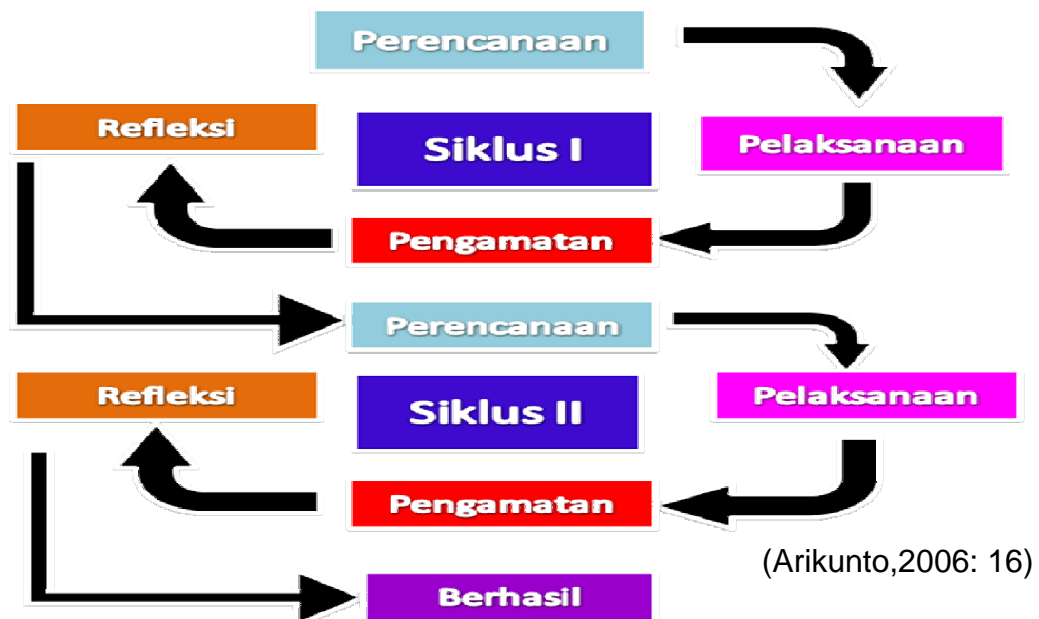 Perencanaan
Refleksi
Siklus I
Pelaksanaan
Pengamatan
Perencanaan
Refleksi
Siklus II
Pelaksanaan
Pengamatan
(Arikunto,2006: 16)
Berhasil